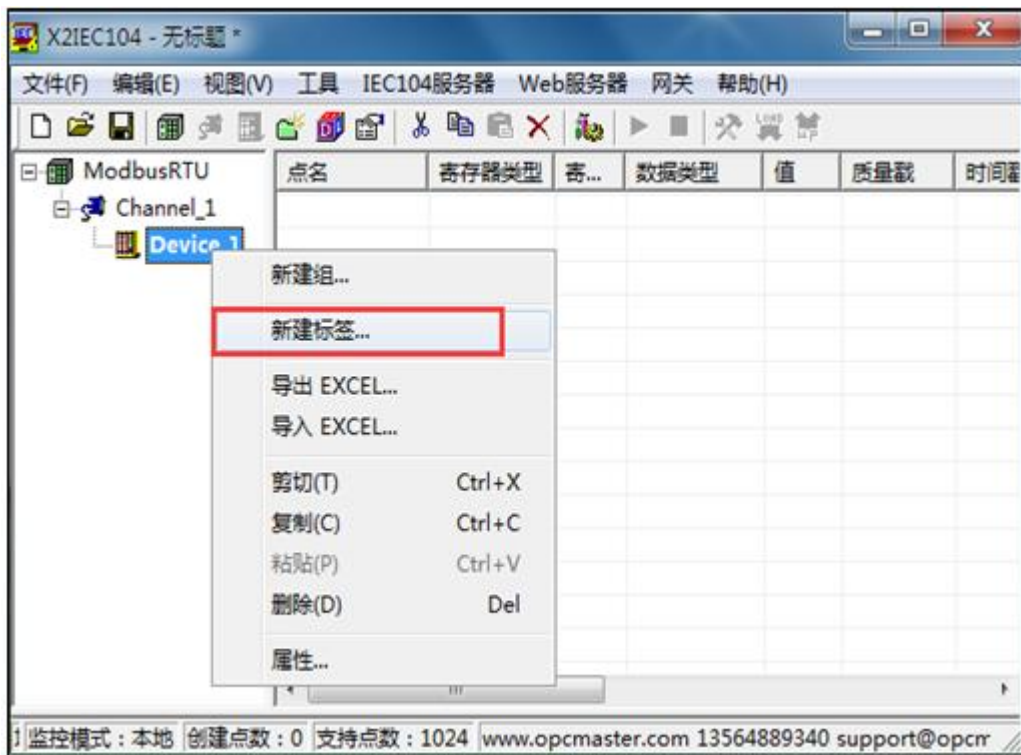 X2IEC104 - 无标题 *
文件(F) 编辑(E) 视图(V) 工具 IEC104服务器 Web服务器 网关 帮助(H)
ModbusRTU
点名 寄存器类型 寄... 数据类型 值 质量戳 时间戳
Channel_1
Device_1
新建组...
新建标签...
导出 EXCEL...
导入 EXCEL...
剪切(T) Ctrl+X
复制(C) Ctrl+C
粘贴(P) Ctrl+V
删除(D) Del
属性...
监控模式：本地 创建点数：0 支持点数：1024 www.opcmaster.com 13564889340 support@opcm